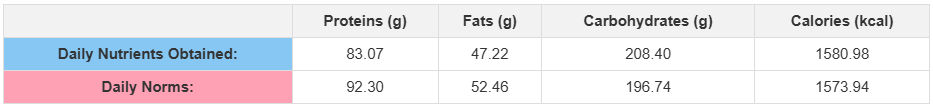 Proteins (g) Fats (g) Carbohydrates (g) Calories (kcal)
Daily Nutrients Obtained: 83.07 47.22 208.40 1580.98
Daily Norms: 92.30 52.46 196.74 1573.94